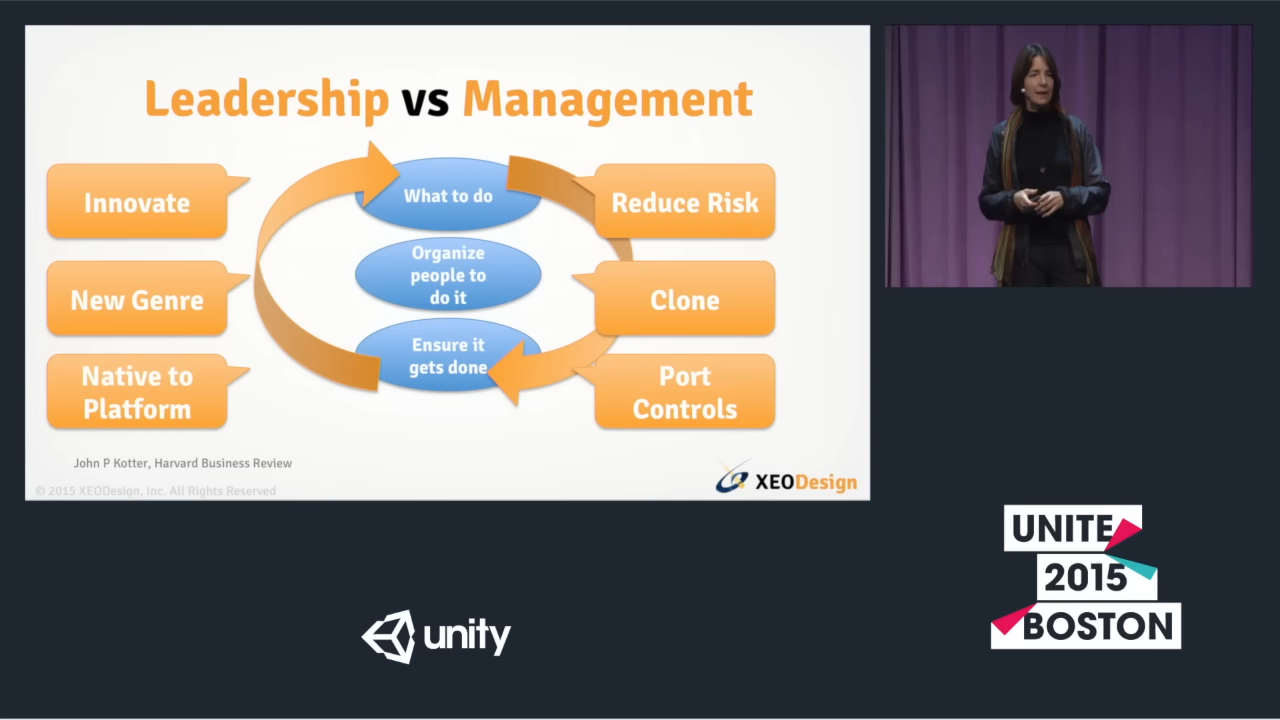 Leadership vs Management
Innovate
What to do
Reduce Risk
New Genre
Organize
people to
do it
Clone
Native to
Platform
Ensure it
gets done
Port
Controls
John P Kotter, Harvard Business Review
© 2015 XEODesign, Inc. All Rights Reserved
XEODesign
unity
UNITE
2015
BOSTON